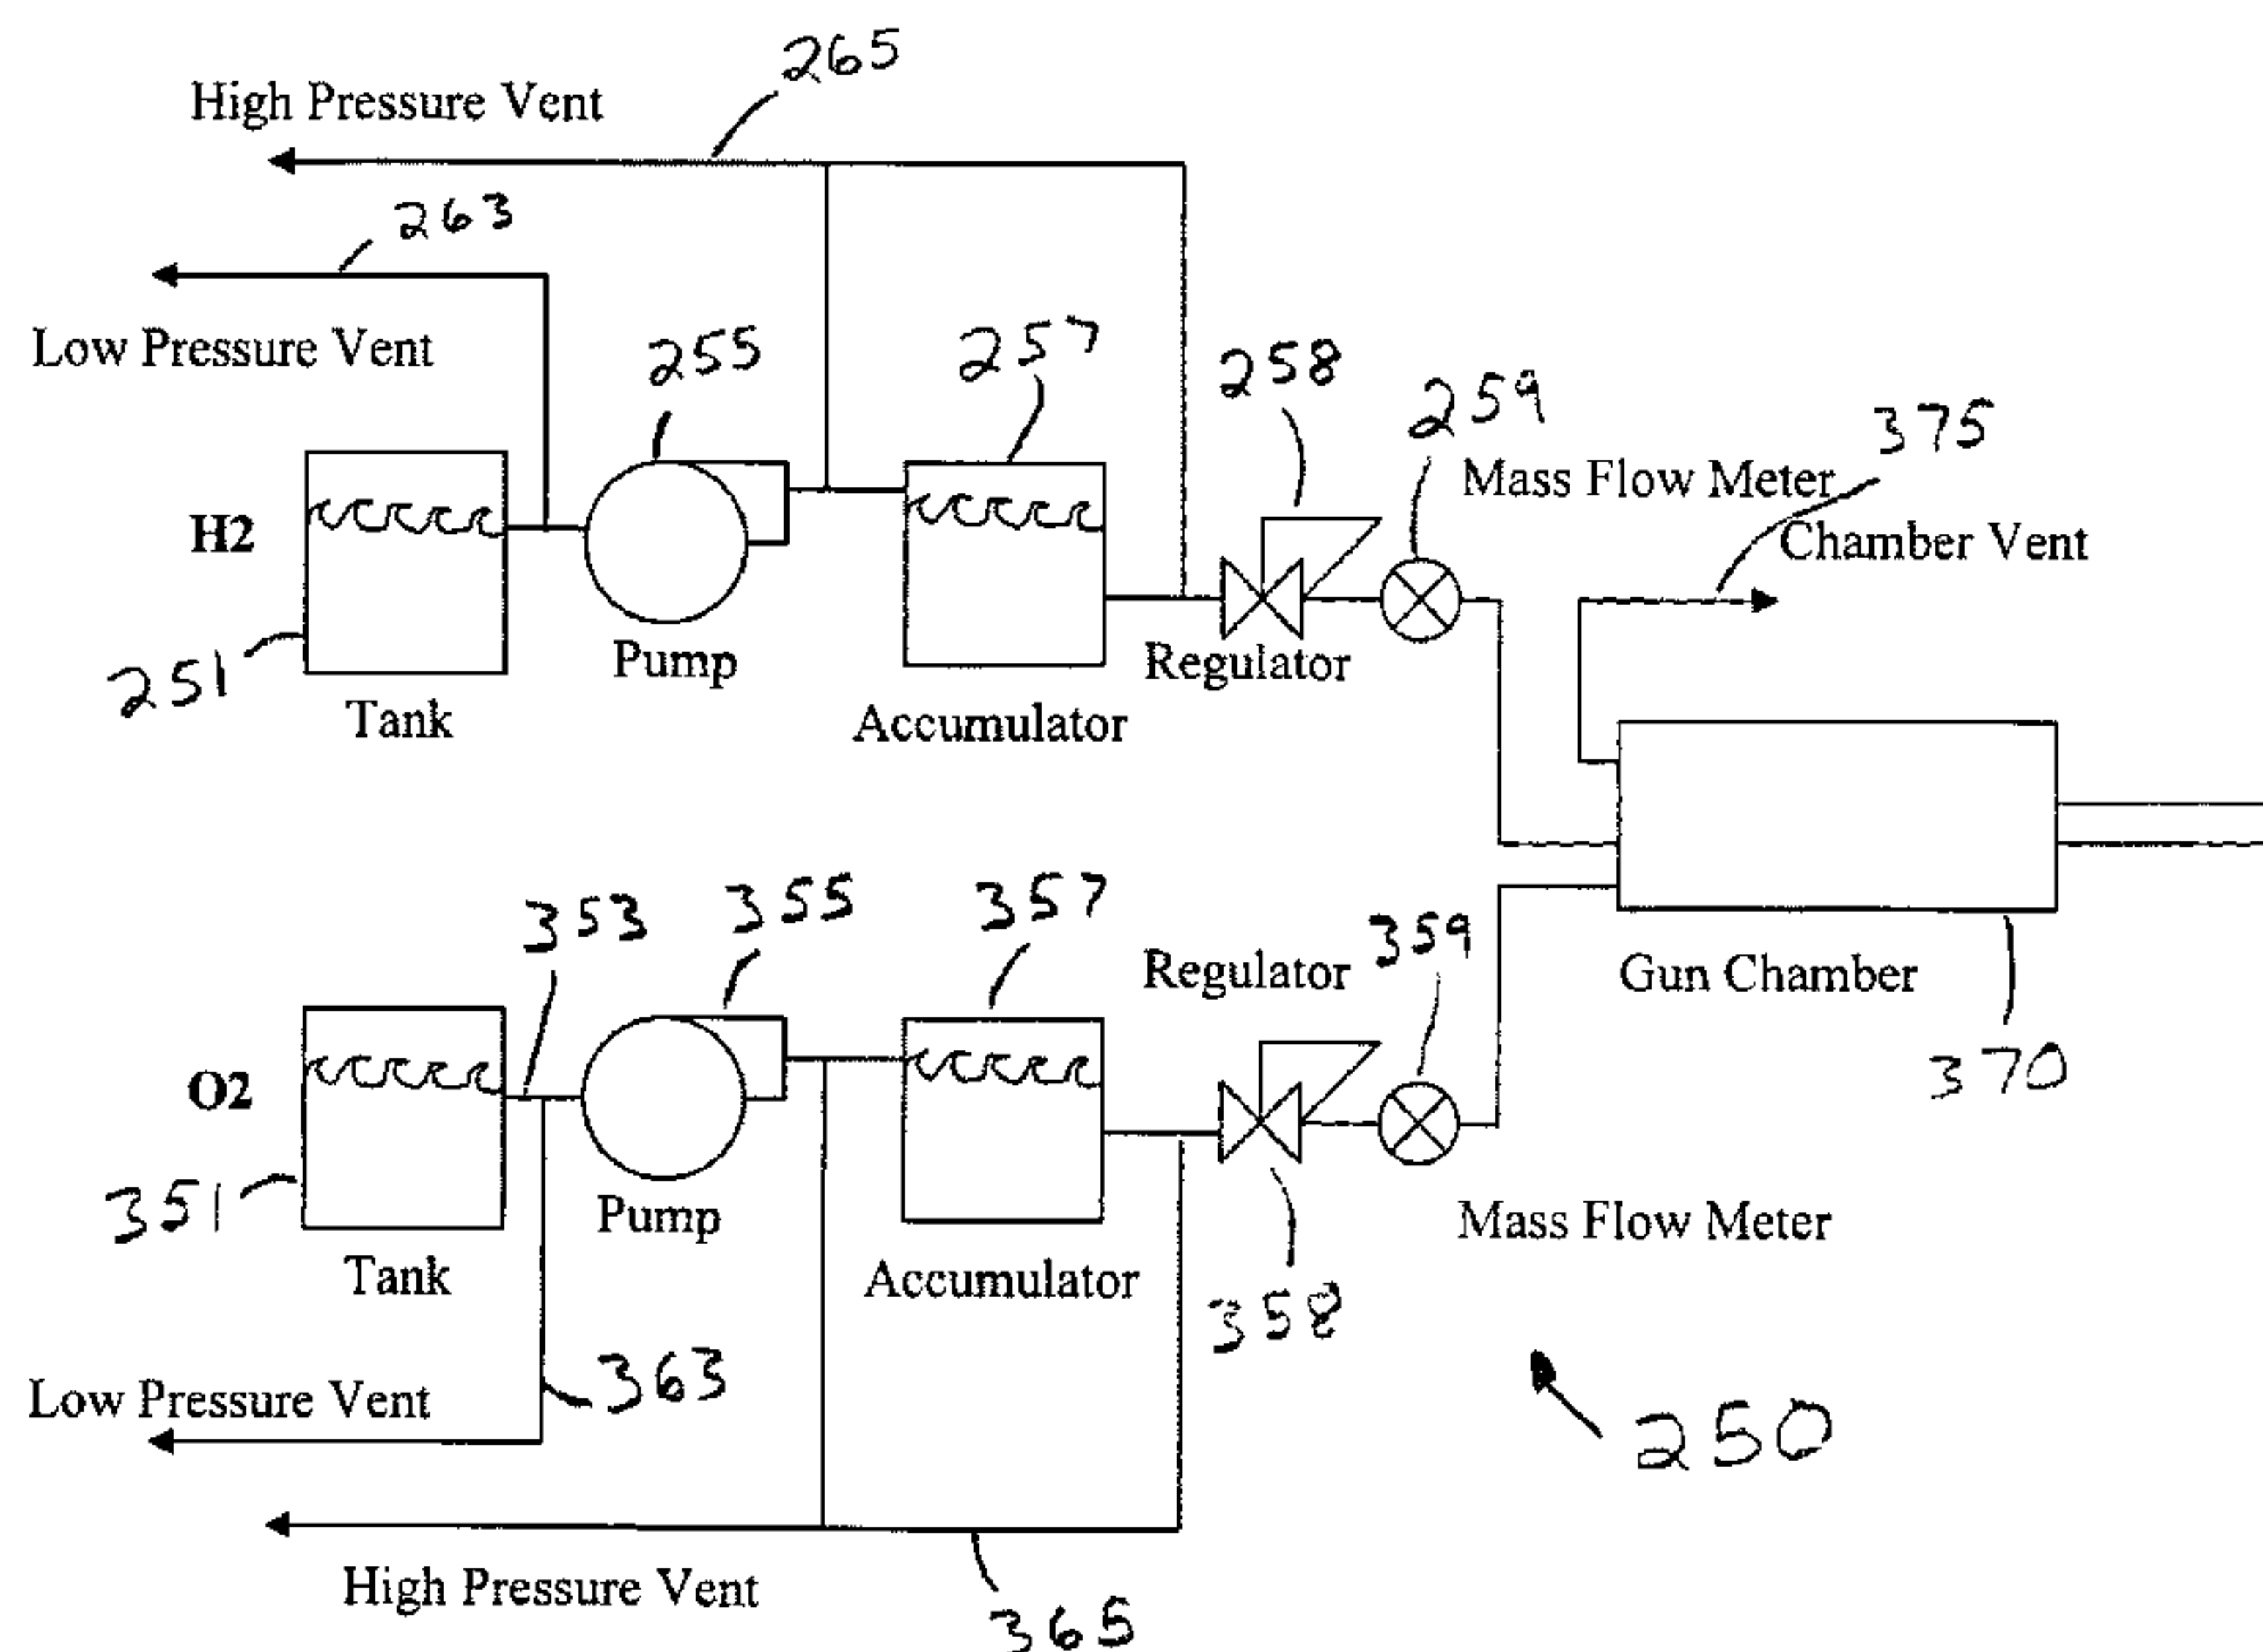 265
High Pressure Vent
263
Low Pressure Vent
255
257
258
259
375
Mass Flow Meter
Chamber Vent
H2
251
Tank
Pump
Accumulator
Regulator
353
355
357
Regulator
359
Gun Chamber
370
O2
351
Tank
Pump
Accumulator
358
Mass Flow Meter
363
Low Pressure Vent
250
High Pressure Vent
365